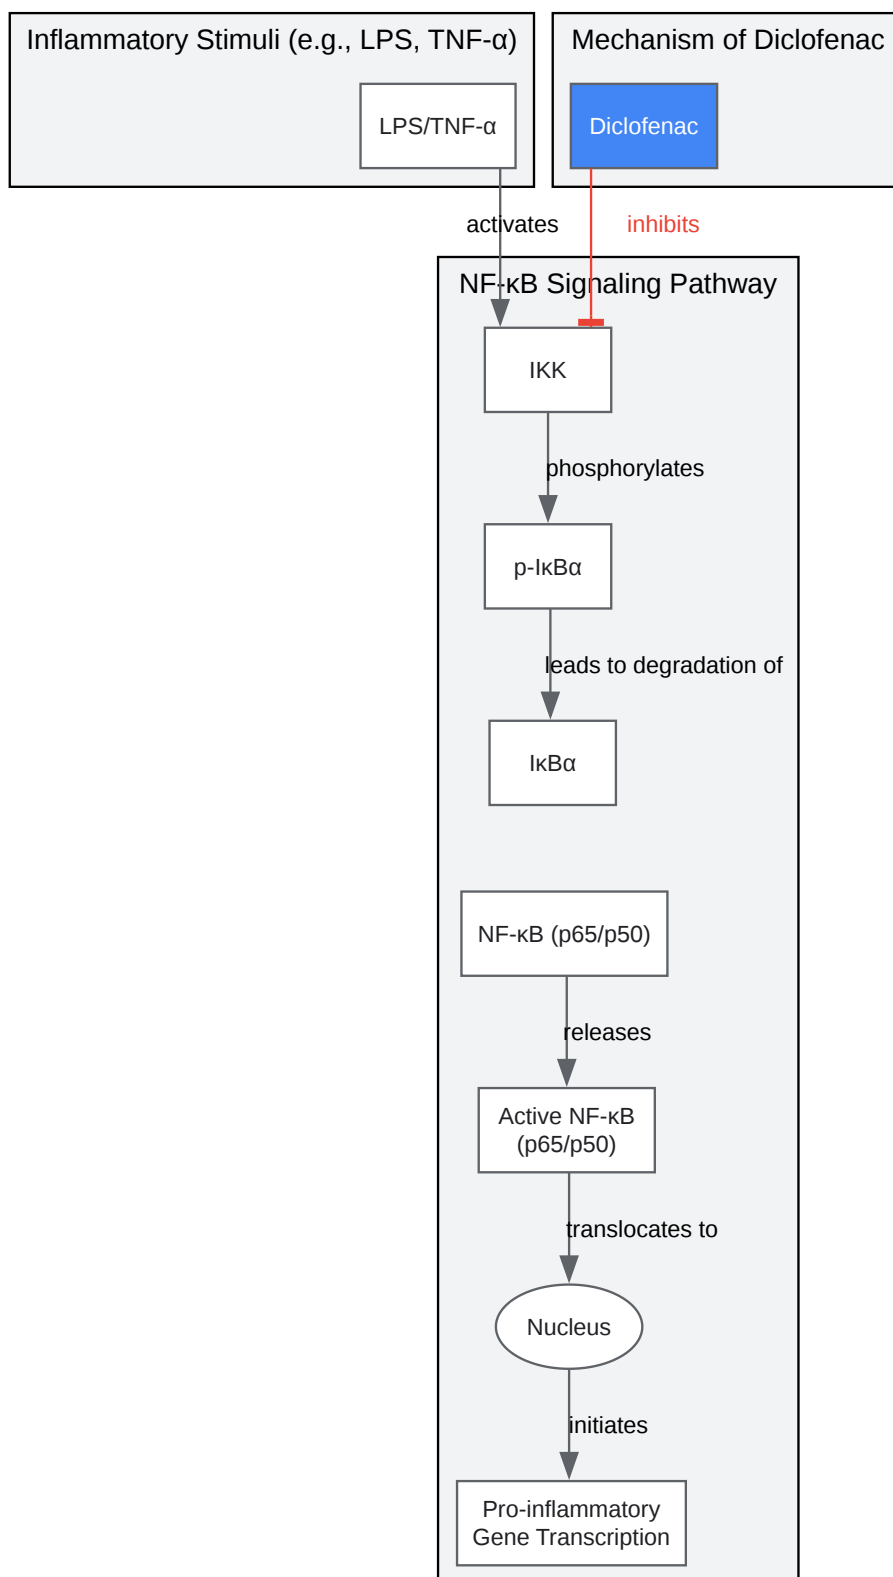 Inflammatory Stimuli (e.g., LPS, TNF-α)
Mechanism of Diclofenac
LPS/TNF-α
Diclofenac
activates
inhibits
NF-κB Signaling Pathway
IKK
phosphorylates
p-IκBα
leads to degradation of
IκBα
NF-κB (p65/p50)
releases
Active NF-κB
(p65/p50)
translocates to
Nucleus
initiates
Pro-inflammatory
Gene Transcription